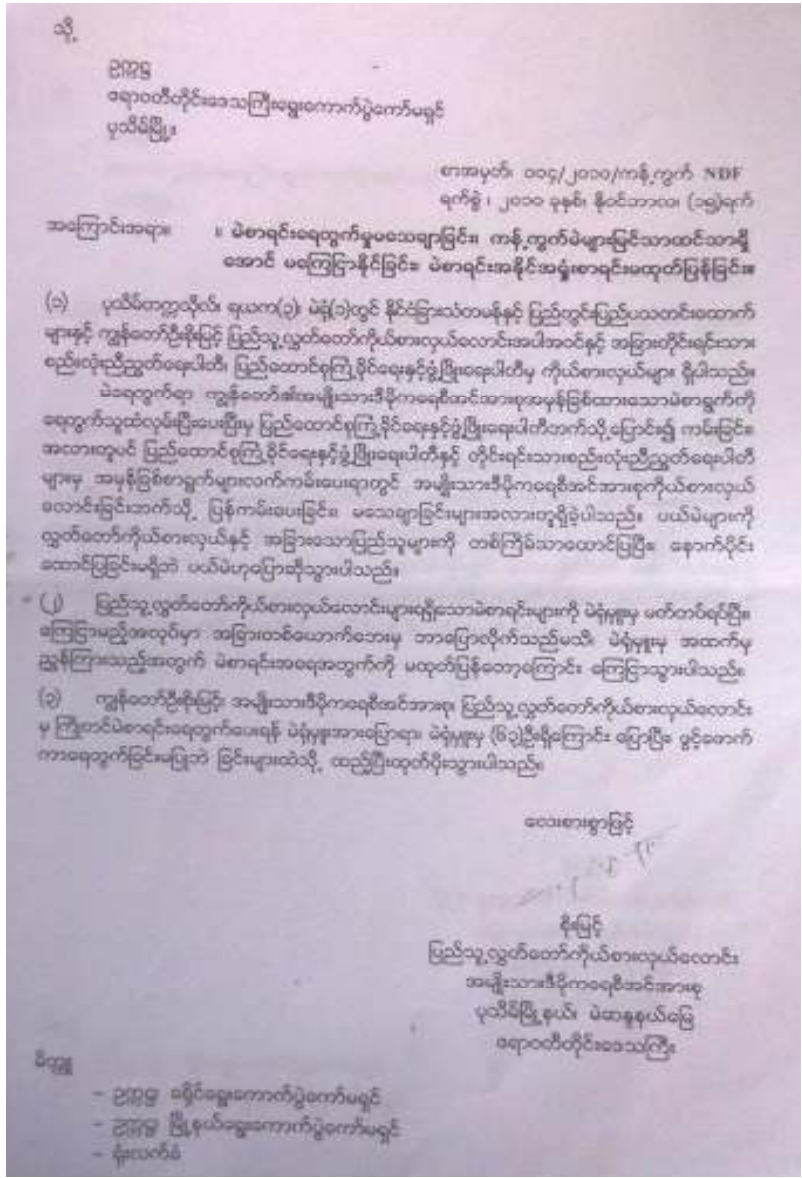 သို့
ဥက္ကဋ္ဌ
ဧရာဝတီတိုင်းဒေသကြီးရွေးကောက်ပွဲကော်မရှင်
ပုသိမ်မြို့။
စာအမှတ်၊ ၀၀၄/၂၀၁၀/ကန့်ကွက် NDF
ရက်စွဲ ၊ ၂၀၁၀ ခုနှစ်၊ နိုဝင်ဘာလ၊ (၁၅)ရက်
အကြောင်းအရာ။ ။ မဲစာရင်းရေတွက်မှုမသေချာခြင်း၊ ကန့်ကွက်မဲများမြင်သာထင်သာရှိ
အောင် မကြေငြာနိုင်ခြင်း၊ မဲစာရင်းအနိုင်အရှုံးစာရင်းမထုတ်ပြန်ခြင်း။
(၁) ပုသိမ်တက္ကသိုလ်၊ ရယက(၃)၊ မဲရုံ(၁)တွင် နိုင်ငံခြားသံတမန်နှင့် ပြည်တွင်းပြည်ပသတင်းထောက်
များနှင့် ကျွန်တော်ဦးစိုးမြင့် ပြည်သူ့လွှတ်တော်ကိုယ်စားလှယ်လောင်းအပါအဝင်နှင့် အခြားတိုင်းရင်းသား
စည်းလုံးညီညွတ်ရေးပါတီ၊ ပြည်ထောင်စုကြံ့ခိုင်ရေးနှင့်ဖွံ့ဖြိုးရေးပါတီမှ ကိုယ်စားလှယ်များ ရှိပါသည်။
မဲရေတွက်ရာ ကျွန်တော်၏အမျိုးသားဒီမိုကရေစီအင်အားစုအမှန်ခြစ်ထားသောမဲစာရွက်ကို
ရေတွက်သူထံလှမ်းပြီးပေးပြီးမှ ပြည်ထောင်စုကြံ့ခိုင်ရေးနှင့်ဖွံ့ဖြိုးရေးပါတီဘက်သို့ပြောင်း၍ ကမ်းခြင်း၊
အလားတူပင် ပြည်ထောင်စုကြံ့ခိုင်ရေးနှင့်ဖွံ့ဖြိုးရေးပါတီနှင့် တိုင်းရင်းသားစည်းလုံးညီညွတ်ရေးပါတီ
များမှ အမှန်ခြစ်စာရွက်များလက်ကမ်းပေးရာတွင် အမျိုးသားဒီမိုကရေစီအင်အားစုကိုယ်စားလှယ်
လောင်းခြင်းဘက်သို့ ပြန်ကမ်းပေးခြင်း၊ မသေချာခြင်းများအလားတူရှိခဲ့ပါသည်။ ပယ်မဲများကို
လွှတ်တော်ကိုယ်စားလှယ်နှင့် အခြားသောပြည်သူများကို တစ်ကြိမ်သာထောင်ပြပြီး၊ နောက်ပိုင်း
ထောင်ပြခြင်းမရှိဘဲ ပယ်မဲဟုပြောဆိုသွားပါသည်။
(၂) ပြည်သူ့လွှတ်တော်ကိုယ်စားလှယ်လောင်းများရရှိသောမဲစာရင်းများကို မဲရုံမှူးမှ မတ်တပ်ရပ်ပြီး၊
ကြေငြာမည့်အလုပ်မှာ အခြားတစ်ယောက်ဘေးမှ ဘာပြောလိုက်သည်မသိ၊ မဲရုံမှူးမှ အထက်မှ
ညွှန်ကြားသည့်အတွက် မဲစာရင်းအရေအတွက်ကို မထုတ်ပြန်တော့ကြောင်း ကြေငြာသွားပါသည်။
(၃) ကျွန်တော်ဦးစိုးမြင့်၊ အမျိုးသားဒီမိုကရေစီအင်အားစု၊ ပြည်သူ့လွှတ်တော်ကိုယ်စားလှယ်လောင်း
မှ ကြိုတင်မဲစာရင်းရေတွက်ပေးရန် မဲရုံမှူးအားပြောရာ၊ မဲရုံမှူးမှ (၆၃)ဦးရှိကြောင်း ပြောပြီး၊ ဖွင့်ဖောက်
ကာရေတွက်ခြင်းမပြုဘဲ ခြင်းများထဲသို့ ထည့်ပြီးထုတ်ပိုးသွားပါသည်။
လေးစားစွာဖြင့်
စိုးမြင့်
ပြည်သူ့လွှတ်တော်ကိုယ်စားလှယ်လောင်း
အမျိုးသားဒီမိုကရေစီအင်အားစု
ပုသိမ်မြို့နယ်၊ မဲဆန္ဒနယ်မြေ
ဧရာဝတီတိုင်းဒေသကြီး
မိတ္တူ
- ဥက္ကဋ္ဌ၊ ခရိုင်ရွေးကောက်ပွဲကော်မရှင်
- ဥက္ကဋ္ဌ၊ မြို့နယ်ရွေးကောက်ပွဲကော်မရှင်
- ရုံးလက်ခံ